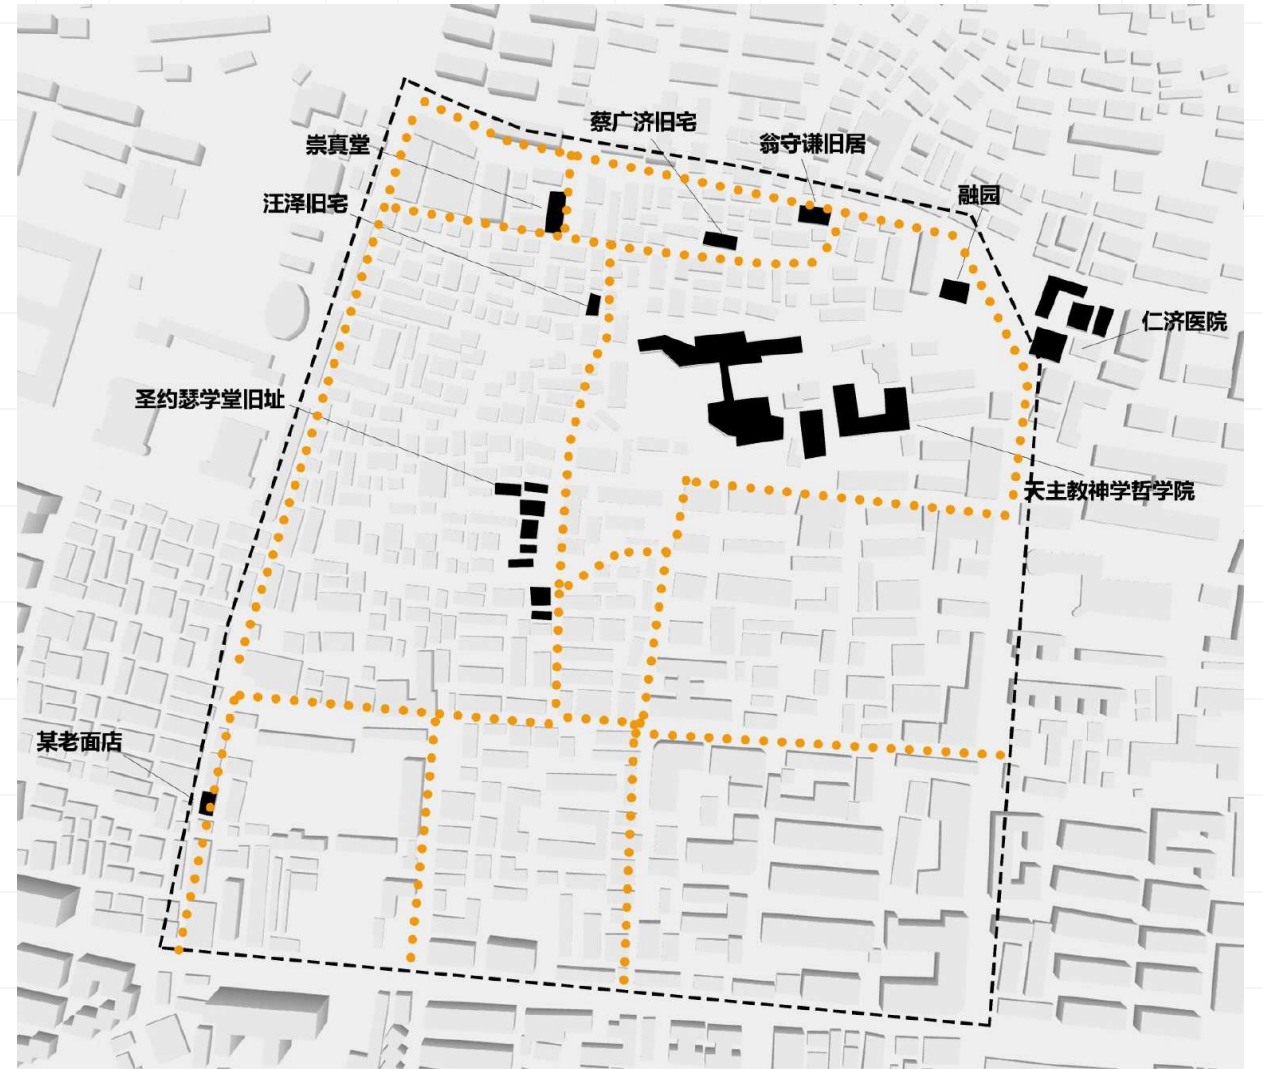 蔡广济旧宅
崇真堂
翁守谦旧居
汪泽旧宅
融园
仁济医院
圣约瑟学堂旧址
天主教神学哲学院
某老面店